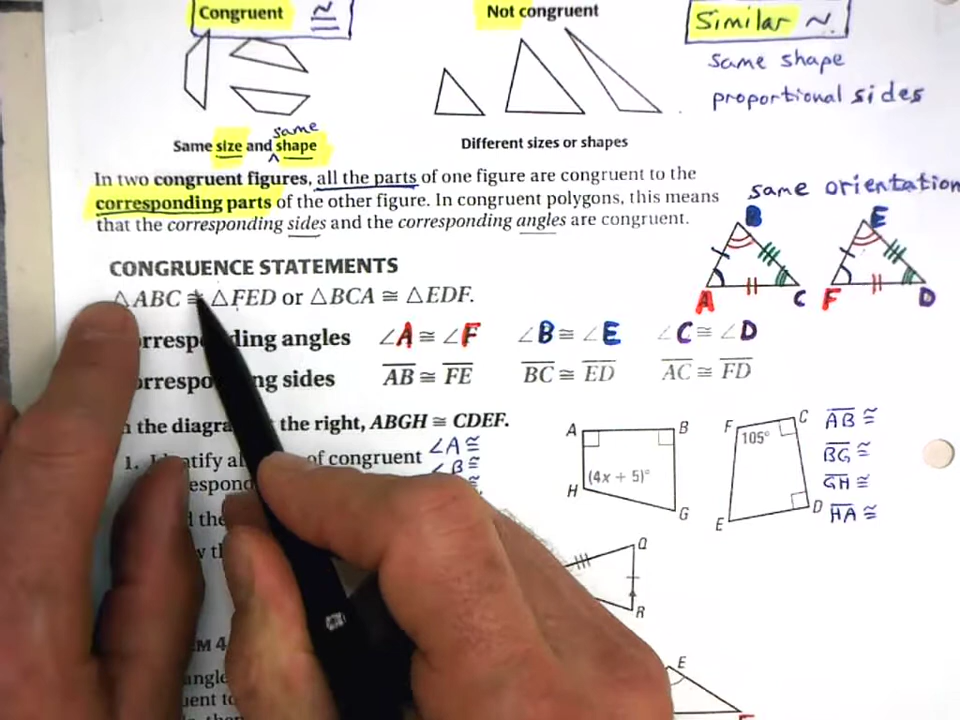 Congruent ≅
Not congruent
Similar ~.
same shape
proportional sides
same
Same size and ^ shape
Different sizes or shapes
In two congruent figures, all the parts of one figure are congruent to the
corresponding parts of the other figure. In congruent polygons, this means
that the corresponding sides and the corresponding angles are congruent.
same orientation
B E
A C F D
CONGRUENCE STATEMENTS
△ABC ≅ △FED or △BCA ≅ △EDF.
angles ∠A ≅ ∠F ∠B ≅ ∠E ∠C ≅ ∠D
sides AB ≅ FE BC ≅ ED AC ≅ FD
the right, ABGH ≅ CDEF.
1. of congruent
∠A ≅
∠B ≅
≅
A B
(4x + 5)°
H G
F C
105°
E D
AB ≅
BG ≅
GH ≅
HA ≅
Q
R
M 4
E